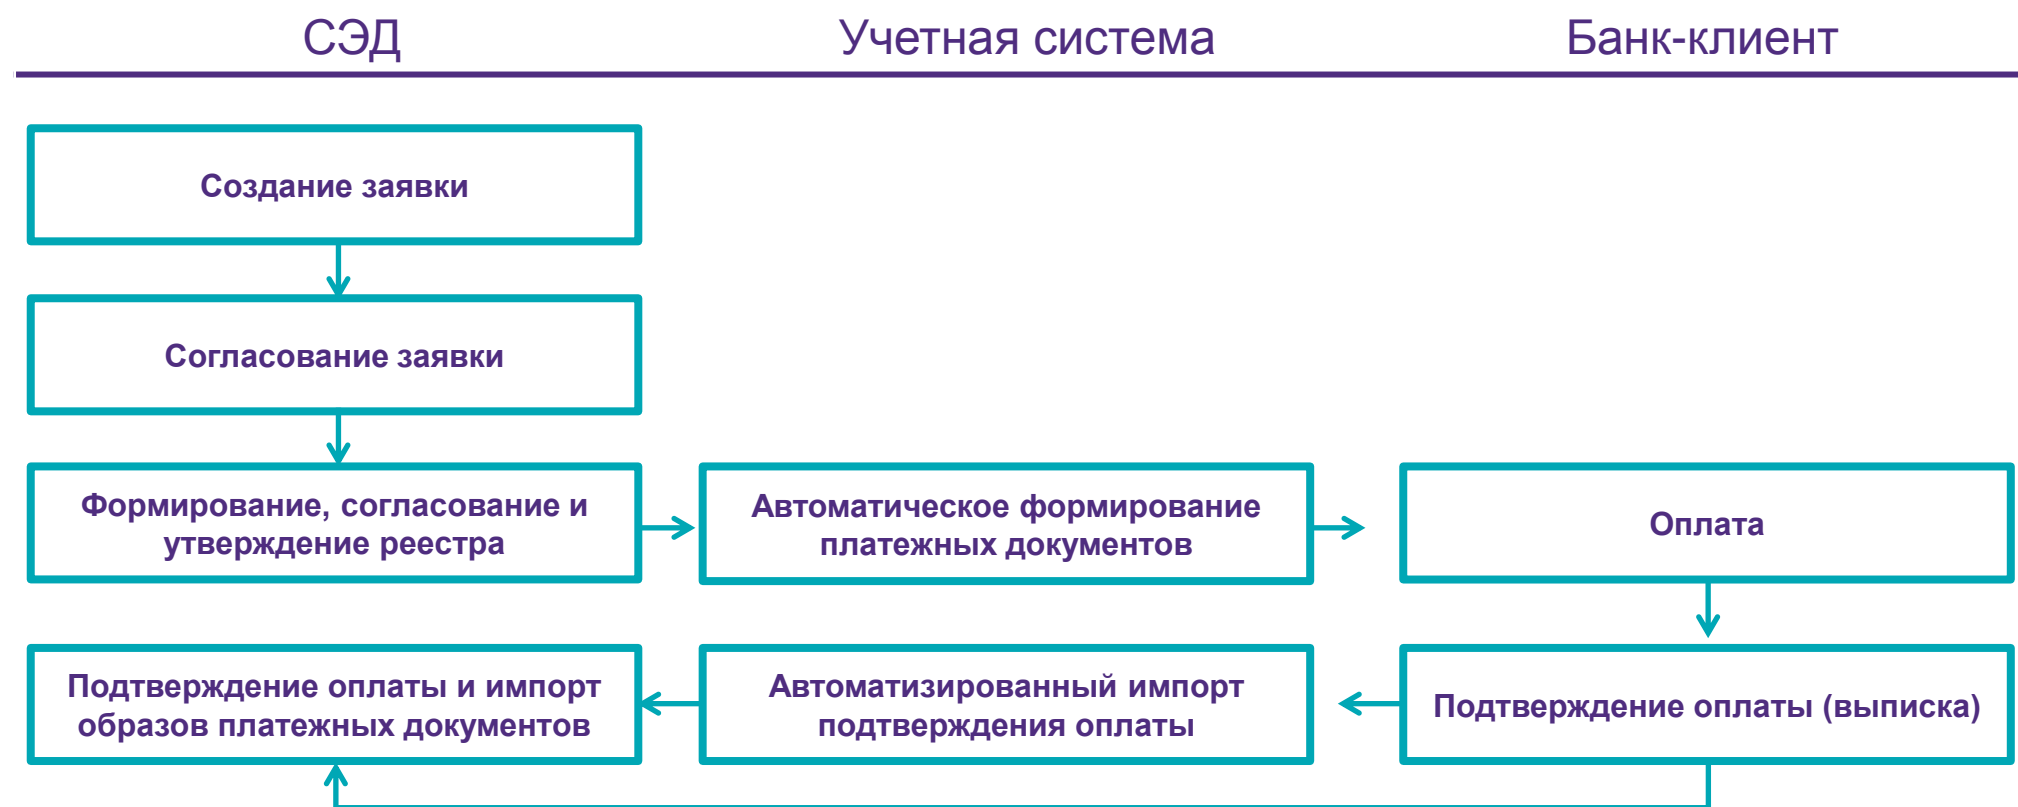 СЭД
Учетная система
Банк-клиент
Создание заявки
Согласование заявки
Формирование, согласование и
утверждение реестра
Автоматическое формирование
платежных документов
Оплата
Подтверждение оплаты и импорт
образов платежных документов
Автоматизированный импорт
подтверждения оплаты
Подтверждение оплаты (выписка)